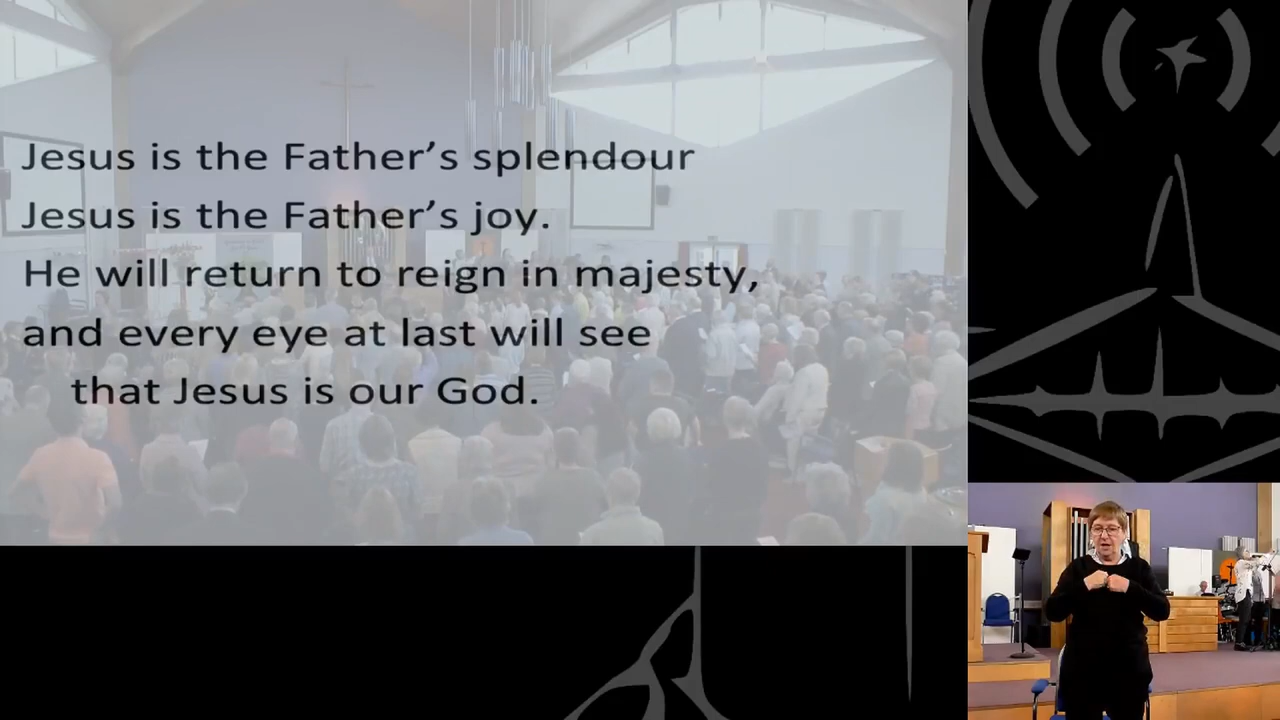 Jesus is the Father’s splendour
Jesus is the Father’s joy.
He will return to reign in majesty,
and every eye at last will see
that Jesus is our God.